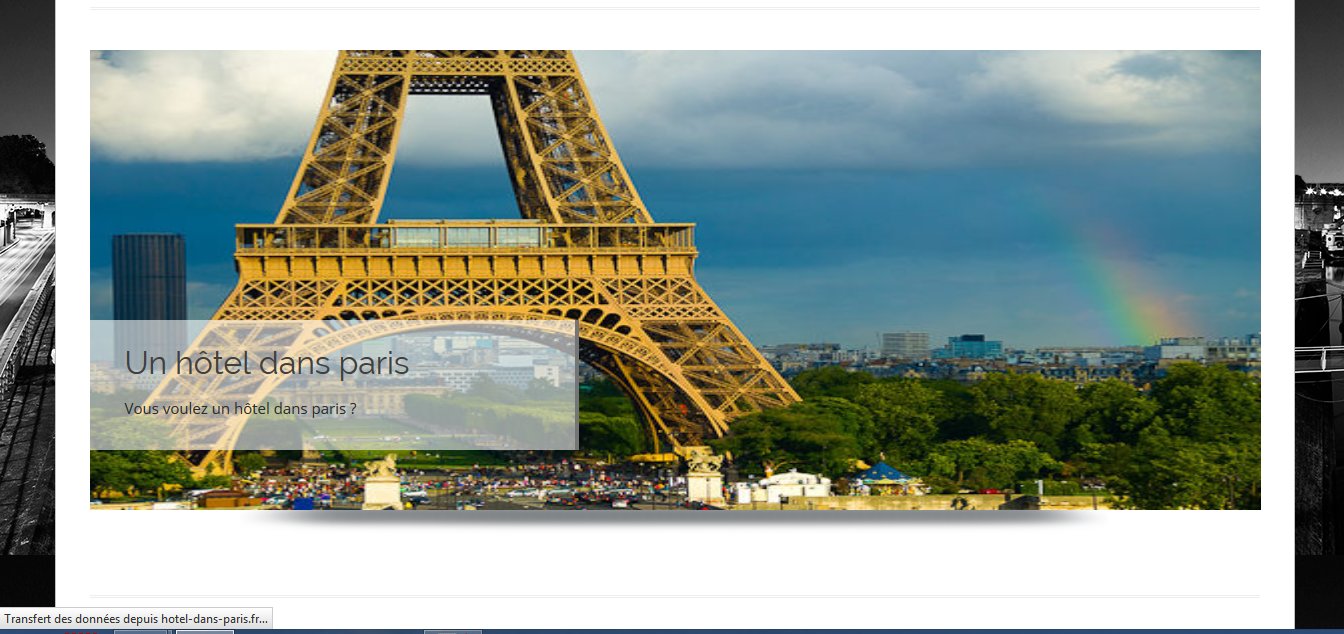 Un hôtel dans paris
Vous voulez un hôtel dans paris ?
Transfert des données depuis hotel-dans-paris.fr...